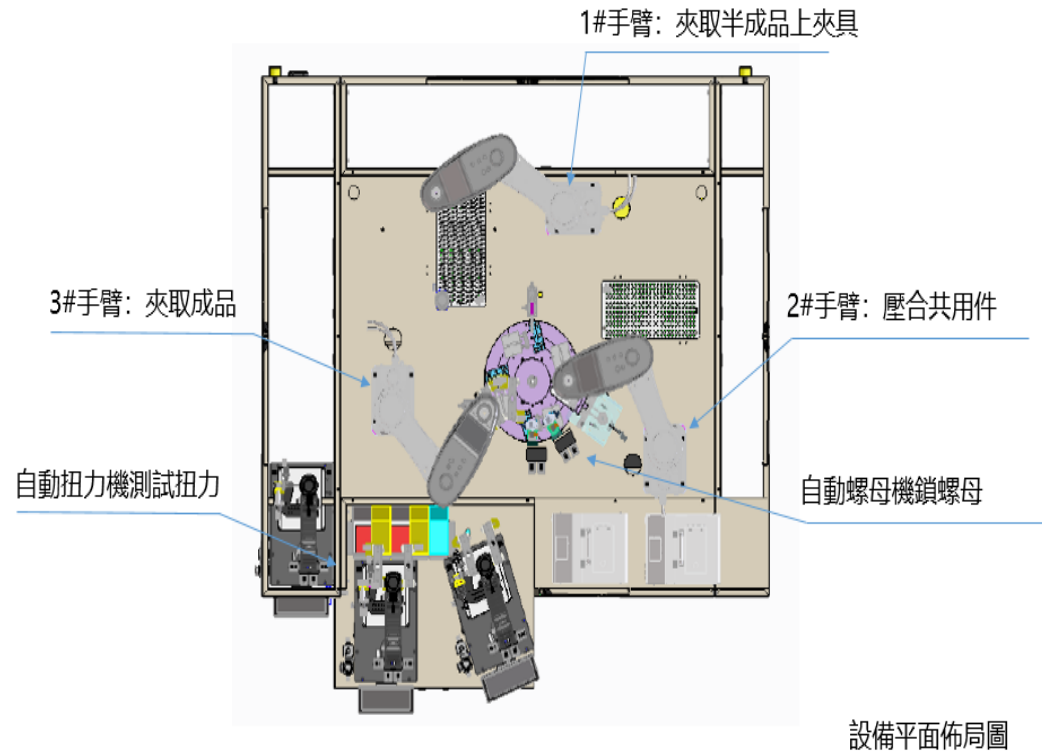 1#手臂：夾取半成品上夾具
3#手臂：夾取成品
2#手臂：壓合共用件
自動扭力機測試扭力
自動螺母機鎖螺母
設備平面佈局圖